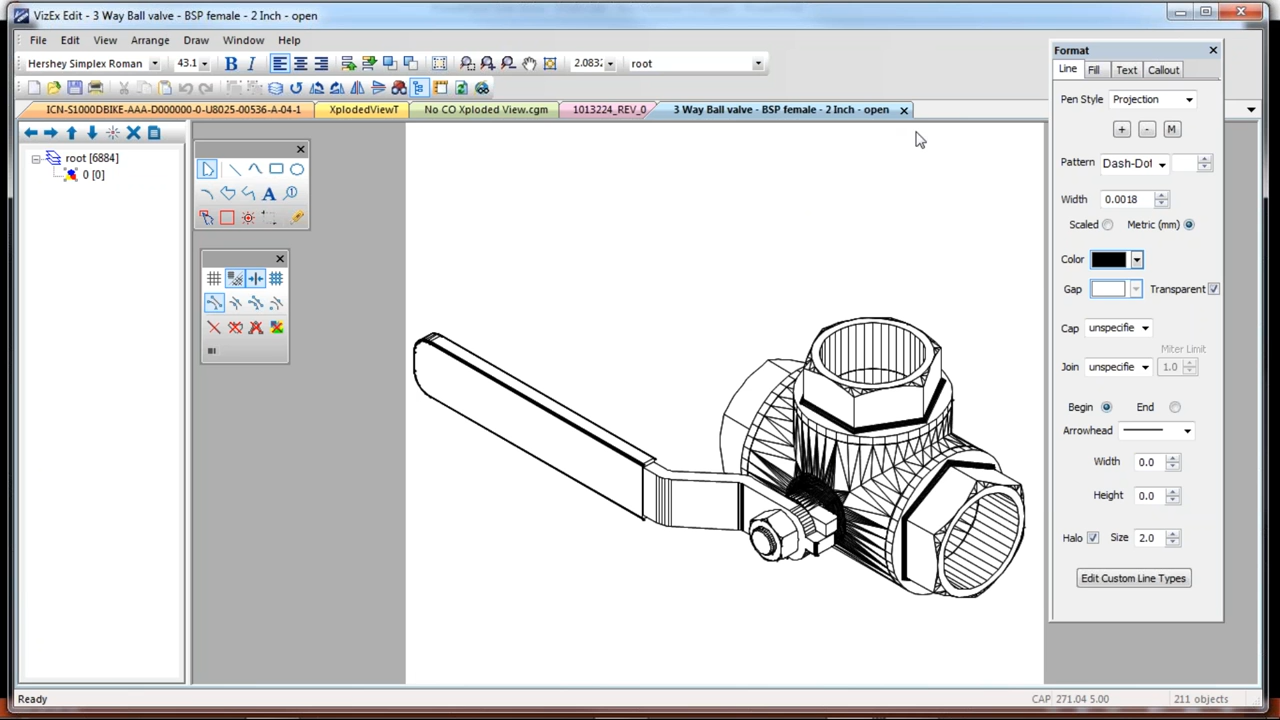 VizEx Edit - 3 Way Ball valve - BSP female - 2 Inch - open
File Edit View Arrange Draw Window Help
Hershey Simplex Roman 43.1 B I 2.083 root
ICN-S1000DBIKE-AAA-D000000-0-U8025-00536-A-04-1 XplodedViewT No CO Xploded View.cgm 1013224_REV_0 3 Way Ball valve - BSP female - 2 Inch - open
root [6884]
0 [0]
Format
Line Fill Text Callout
Pen Style Projection
+ - M
Pattern Dash-Dot
Width 0.0018
Scaled Metric (mm)
Color
Gap Transparent
Cap unspecifie
Miter Limit
Join unspecifie 1.0
Begin End
Arrowhead
Width 0.0
Height 0.0
Halo Size 2.0
Edit Custom Line Types
Ready CAP 271.04 5.00 211 objects